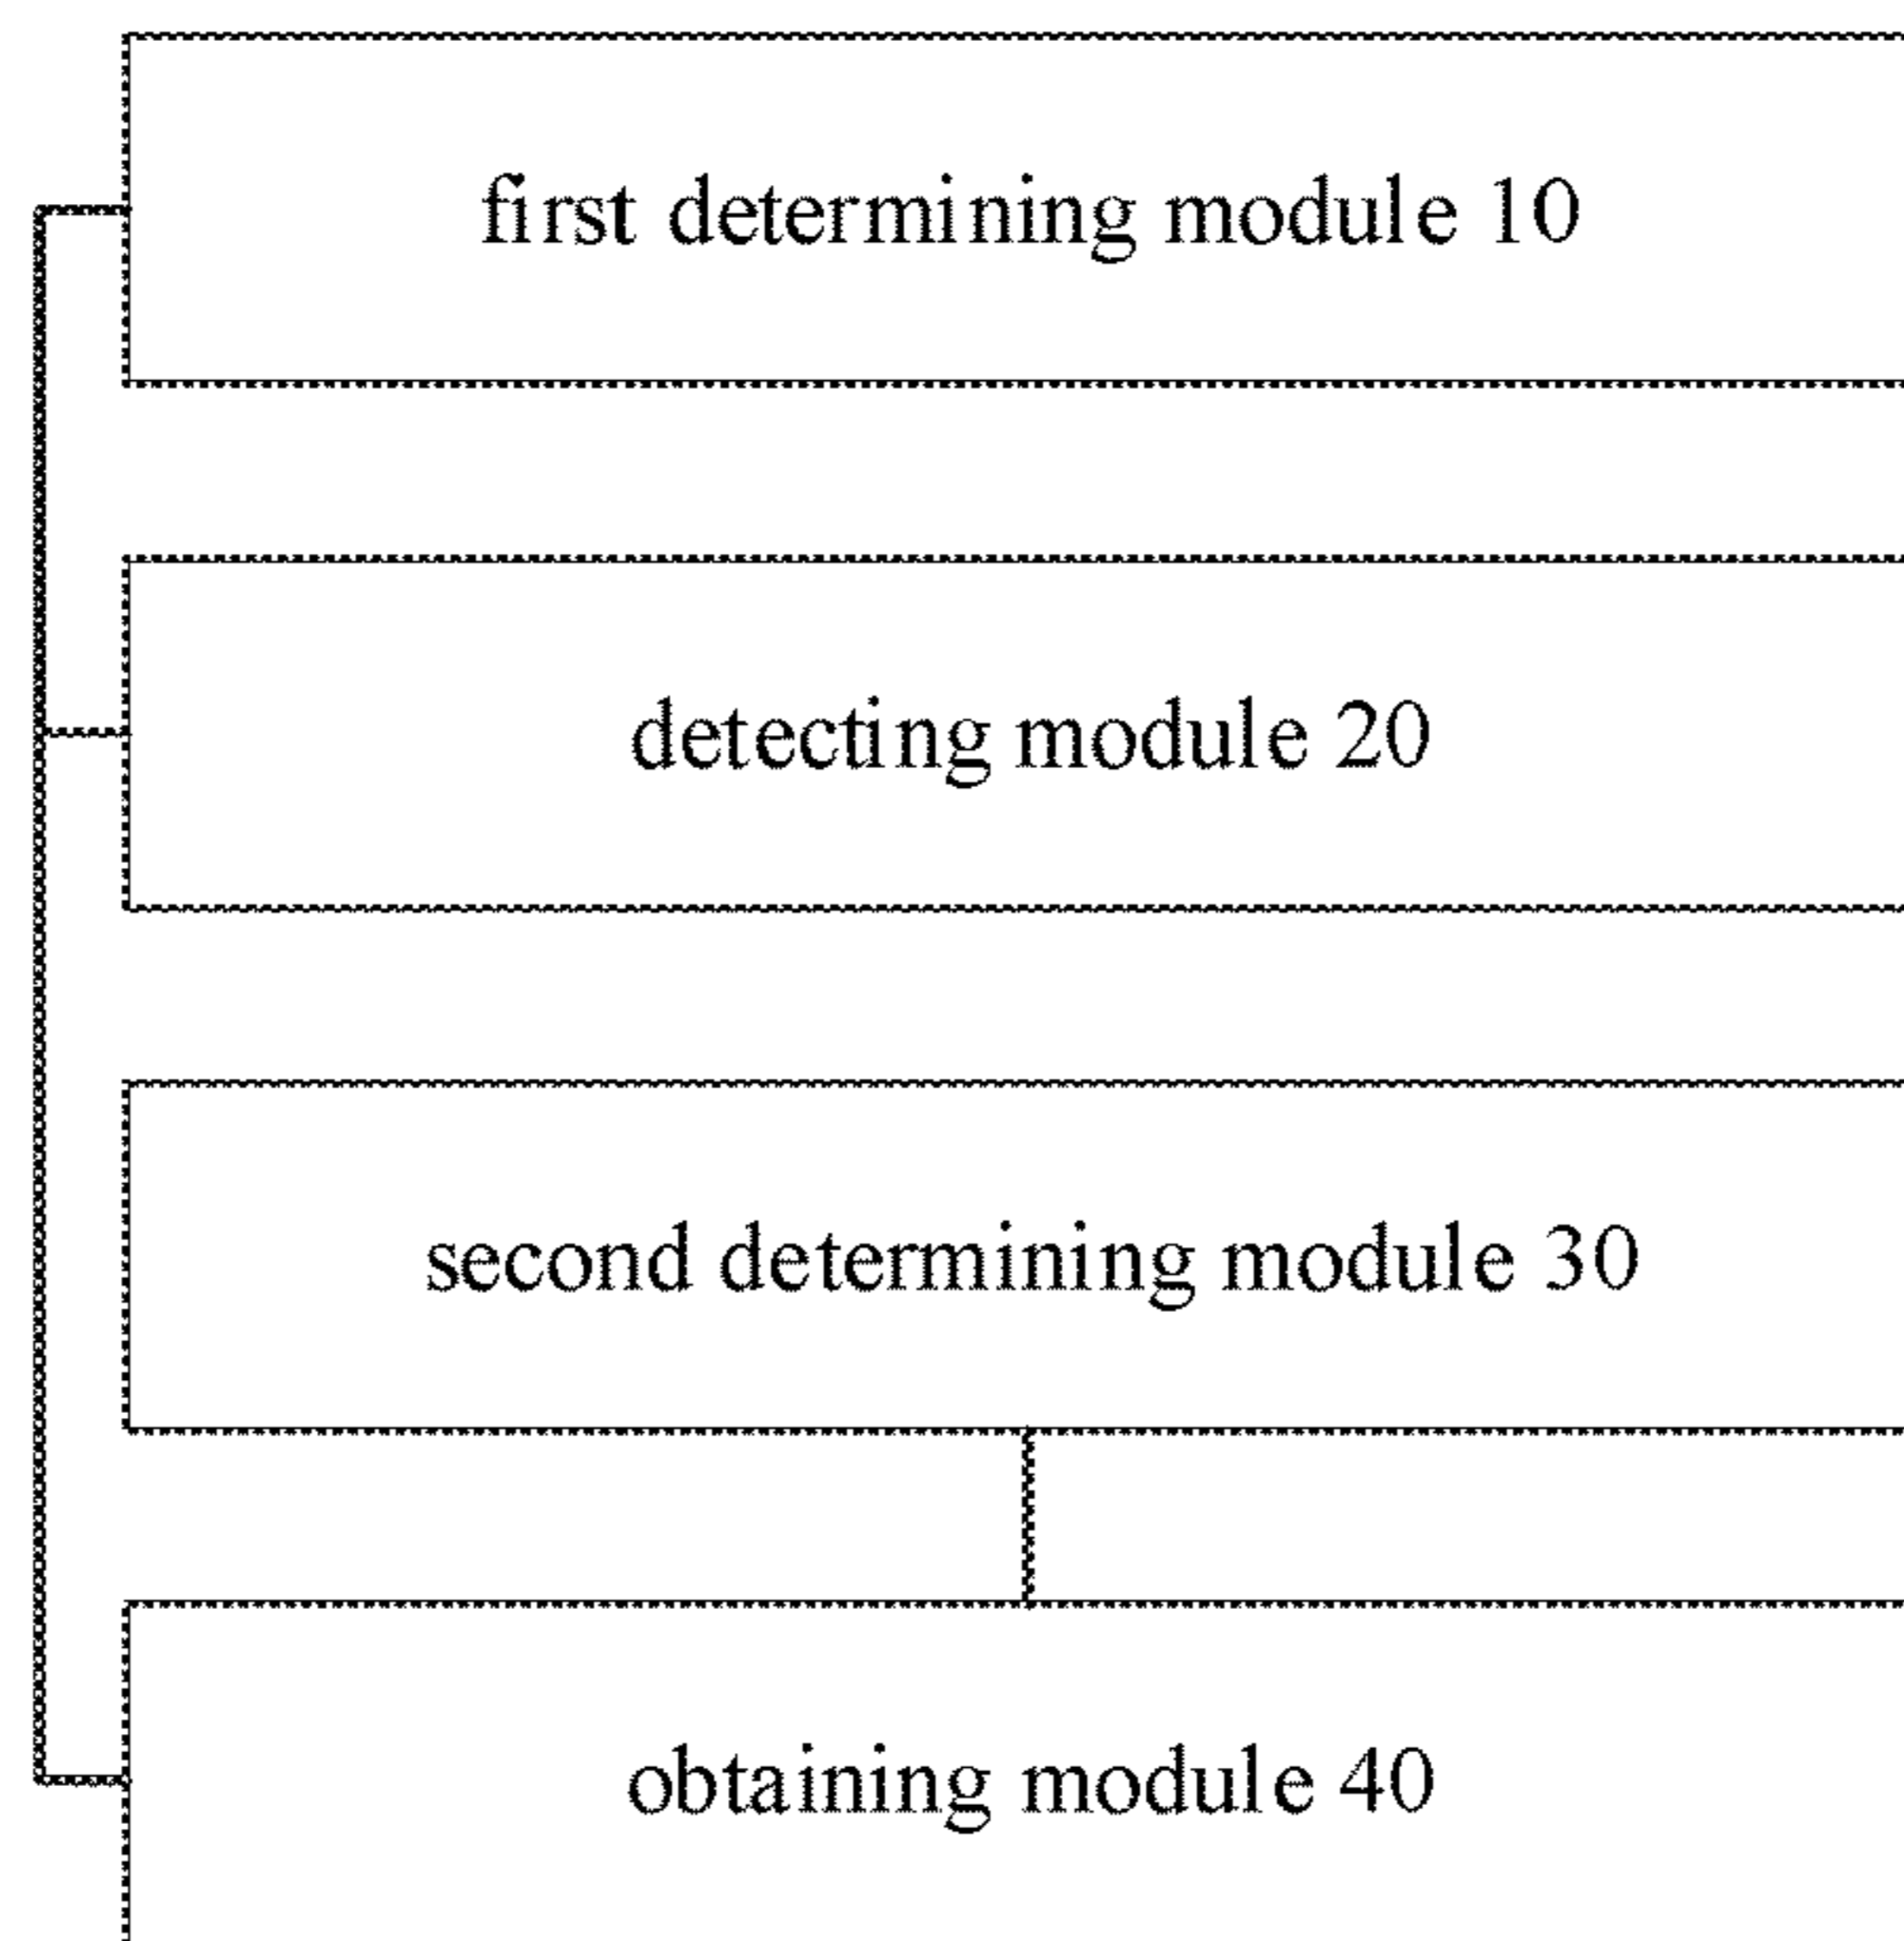 first determining module 10
detecting module 20
second determining module 30
obtaining module 40